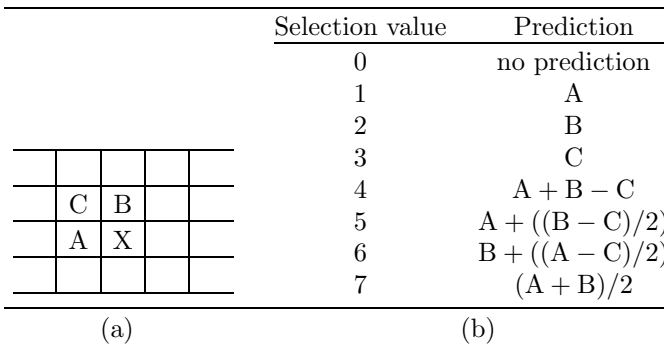 Selection value Prediction
0 no prediction
1 A
2 B
3 C
4 A + B − C
5 A + ((B − C)/2)
6 B + ((A − C)/2)
7 (A + B)/2
C B
A X
(a) (b)